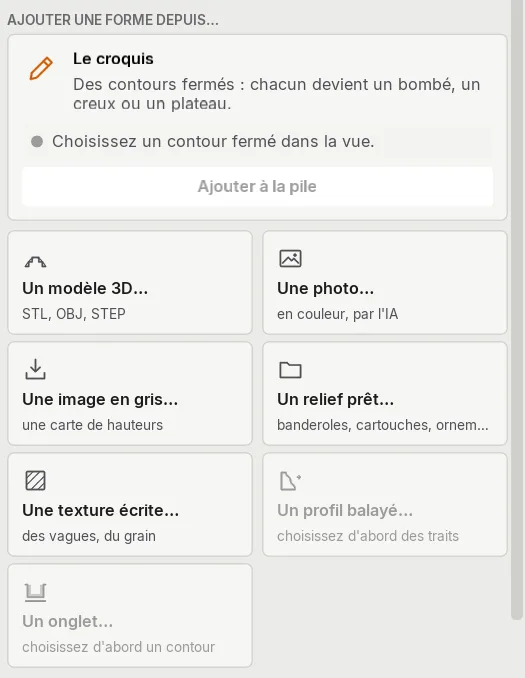 AJOUTER UNE FORME DEPUIS...
Le croquis
Des contours fermés : chacun devient un bombé, un
creux ou un plateau.
Choisissez un contour fermé dans la vue.
Ajouter à la pile
Un modèle 3D...
STL, OBJ, STEP
Une photo...
en couleur, par l'IA
Une image en gris...
une carte de hauteurs
Un relief prêt...
banderoles, cartouches, ornem...
Une texture écrite...
des vagues, du grain
Un profil balayé...
choisissez d'abord des traits
Un onglet...
choisissez d'abord un contour